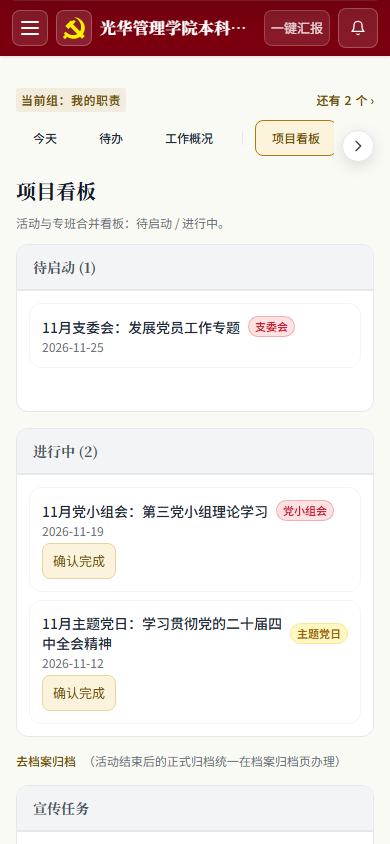 光华管理学院本科…
一键汇报
当前组：我的职责
还有 2 个 ›
今天
待办
工作概况
项目看板
项目看板
活动与专班合并看板：待启动 / 进行中。
待启动 (1)
11月支委会：发展党员工作专题
支委会
2026-11-25
进行中 (2)
11月党小组会：第三党小组理论学习
党小组会
2026-11-19
确认完成
11月主题党日：学习贯彻党的二十届四
中全会精神
主题党日
2026-11-12
确认完成
去档案归档 （活动结束后的正式归档统一在档案归档页办理）
宣传任务